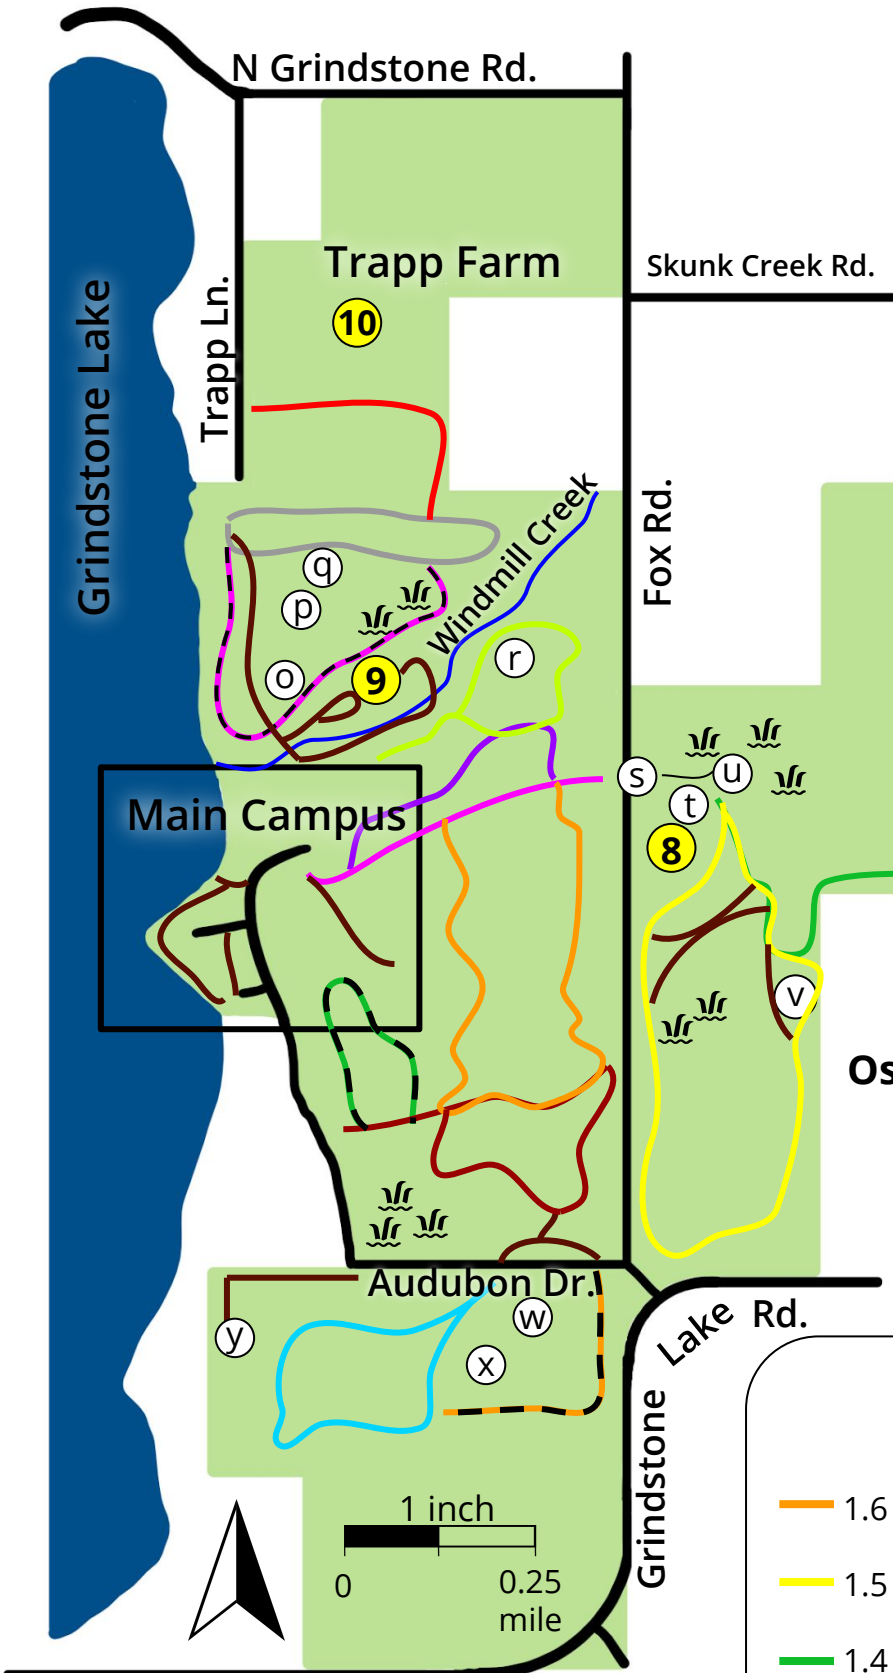 N Grindstone Rd.
Trapp Farm
Skunk Creek Rd.
10
Trapp Ln.
Grindstone Lake
Windmill Creek
Fox Rd.
q
p
r
o
9
s
u
t
Main Campus
8
v
Os
Audubon Dr.
w
Lake Rd.
y
x
Grindstone
1 inch
0
0.25
mile
1.6
1.5
1.4